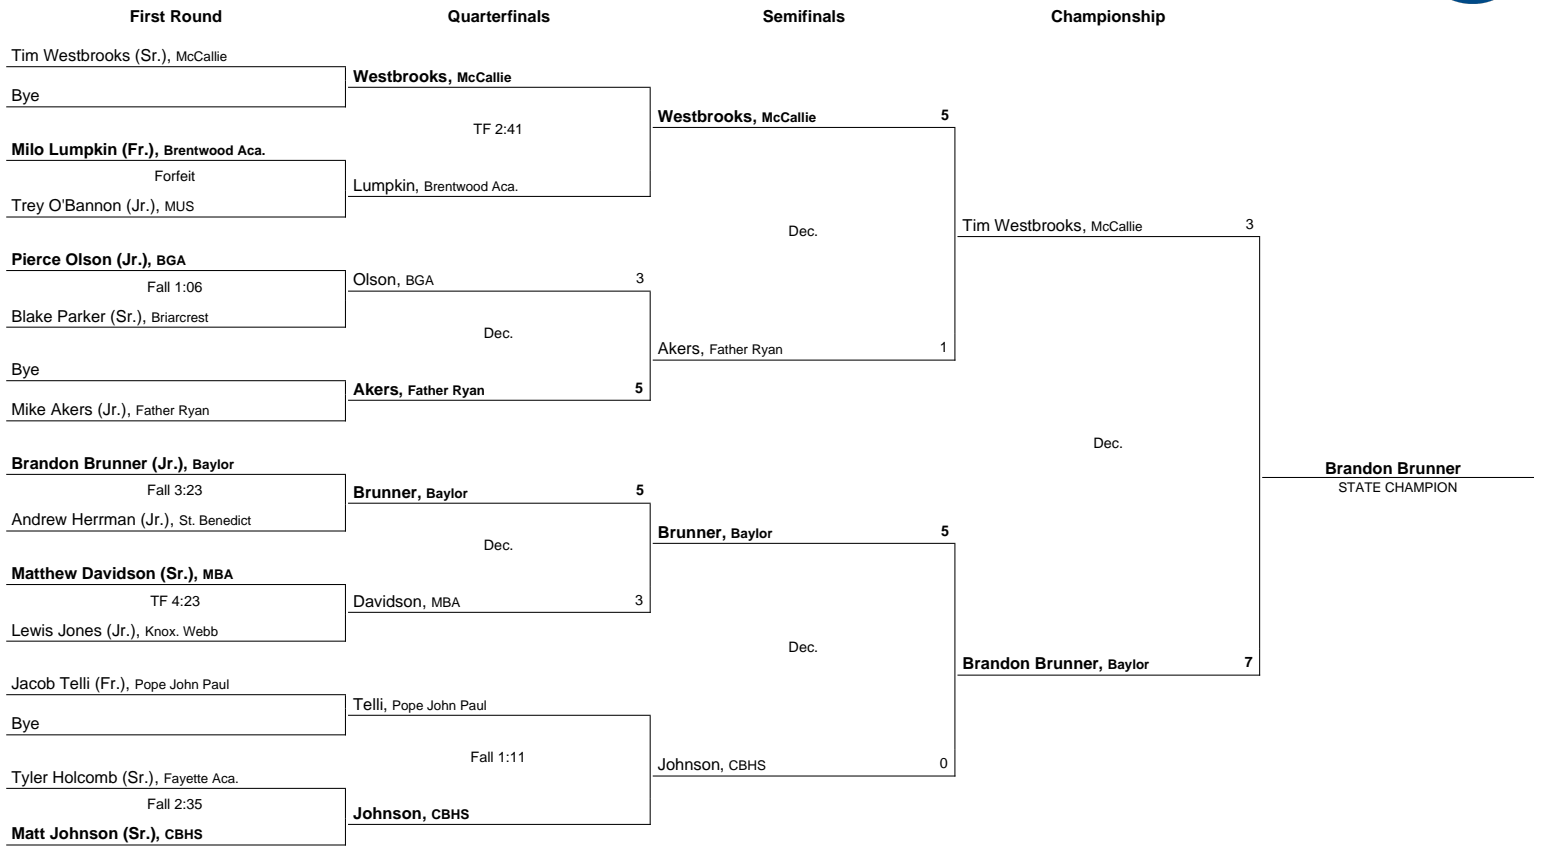 First Round Quarterfinals Semifinals Championship
Tim Westbrooks (Sr.), McCallie
Bye
Milo Lumpkin (Fr.), Brentwood Aca.
Forfeit
Trey O'Bannon (Jr.), MUS
Pierce Olson (Jr.), BGA
Fall 1:06
Blake Parker (Sr.), Briarcrest
Bye
Mike Akers (Jr.), Father Ryan
Brandon Brunner (Jr.), Baylor
Fall 3:23
Andrew Herrman (Jr.), St. Benedict
Matthew Davidson (Sr.), MBA
TF 4:23
Lewis Jones (Jr.), Knox. Webb
Jacob Telli (Fr.), Pope John Paul
Bye
Tyler Holcomb (Sr.), Fayette Aca.
Fall 2:35
Matt Johnson (Sr.), CBHS
Westbrooks, McCallie
TF 2:41
Lumpkin, Brentwood Aca.
Olson, BGA 3
Dec.
Akers, Father Ryan 5
Brunner, Baylor 5
Dec.
Davidson, MBA 3
Telli, Pope John Paul
Fall 1:11
Johnson, CBHS
Westbrooks, McCallie 5
Dec.
Akers, Father Ryan 1
Brunner, Baylor 5
Dec.
Johnson, CBHS 0
Tim Westbrooks, McCallie 3
Dec.
Brandon Brunner, Baylor 7
Brandon Brunner
STATE CHAMPION